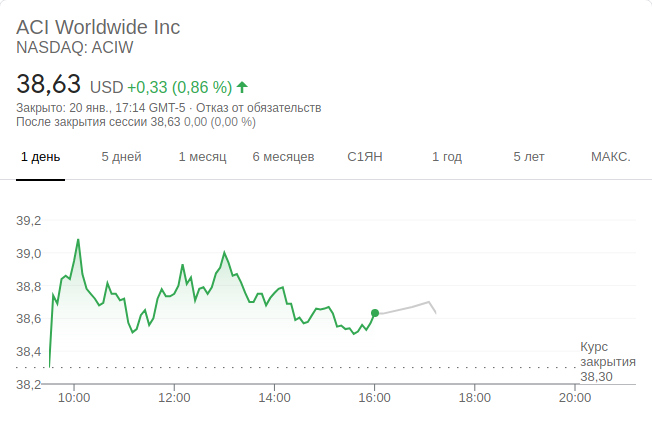 ACI Worldwide Inc
NASDAQ: ACIW
38,63 USD +0,33 (0,86 %)
Закрыто: 20 янв., 17:14 GMT-5 · Отказ от обязательств
После закрытия сессии 38,63 0,00 (0,00 %)
1 день 5 дней 1 месяц 6 месяцев С1ЯН 1 год 5 лет МАКС.
39,2
39,0
38,8
38,6
38,4
38,2
Курс
закрытия
38,30
10:00 12:00 14:00 16:00 18:00 20:00